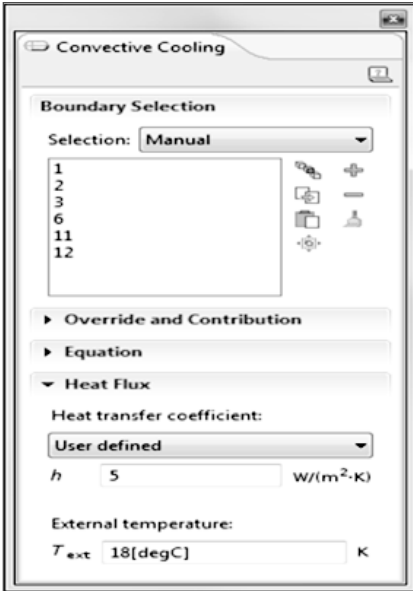 Convective Cooling
Boundary Selection
Selection: Manual
1
2
3
6
11
12
Override and Contribution
Equation
Heat Flux
Heat transfer coefficient:
User defined
h 5 W/(m²·K)
External temperature:
T ext 18[degC] K